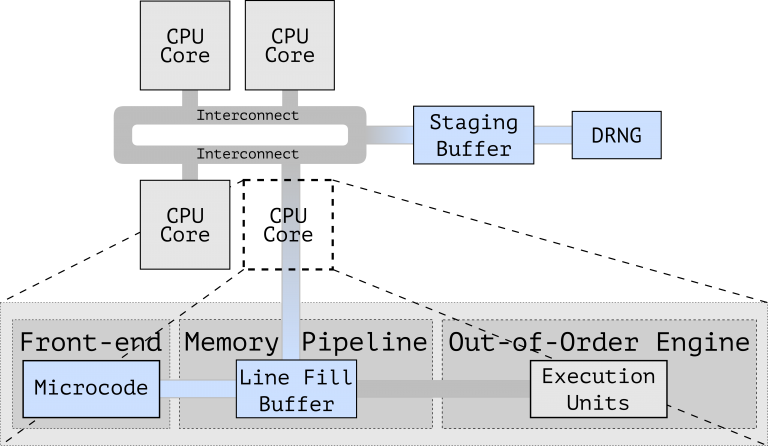 CPU
Core
CPU
Core
Interconnect
Interconnect
Staging
Buffer
DRNG
CPU
Core
CPU
Core
Front-end
Memory Pipeline
Out-of-Order Engine
Microcode
Line Fill
Buffer
Execution
Units